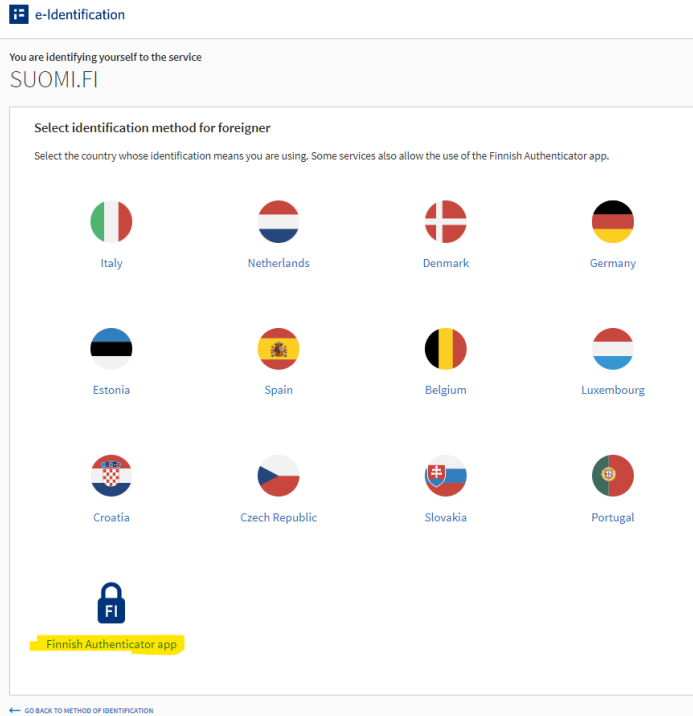 e-Identification
You are identifying yourself to the service
SUOMI.FI
Select identification method for foreigner
Select the country whose identification means you are using. Some services also allow the use of the Finnish Authenticator app.
Italy
Netherlands
Denmark
Germany
Estonia
Spain
Belgium
Luxembourg
Croatia
Czech Republic
Slovakia
Portugal
FI
Finnish Authenticator app
GO BACK TO METHOD OF IDENTIFICATION